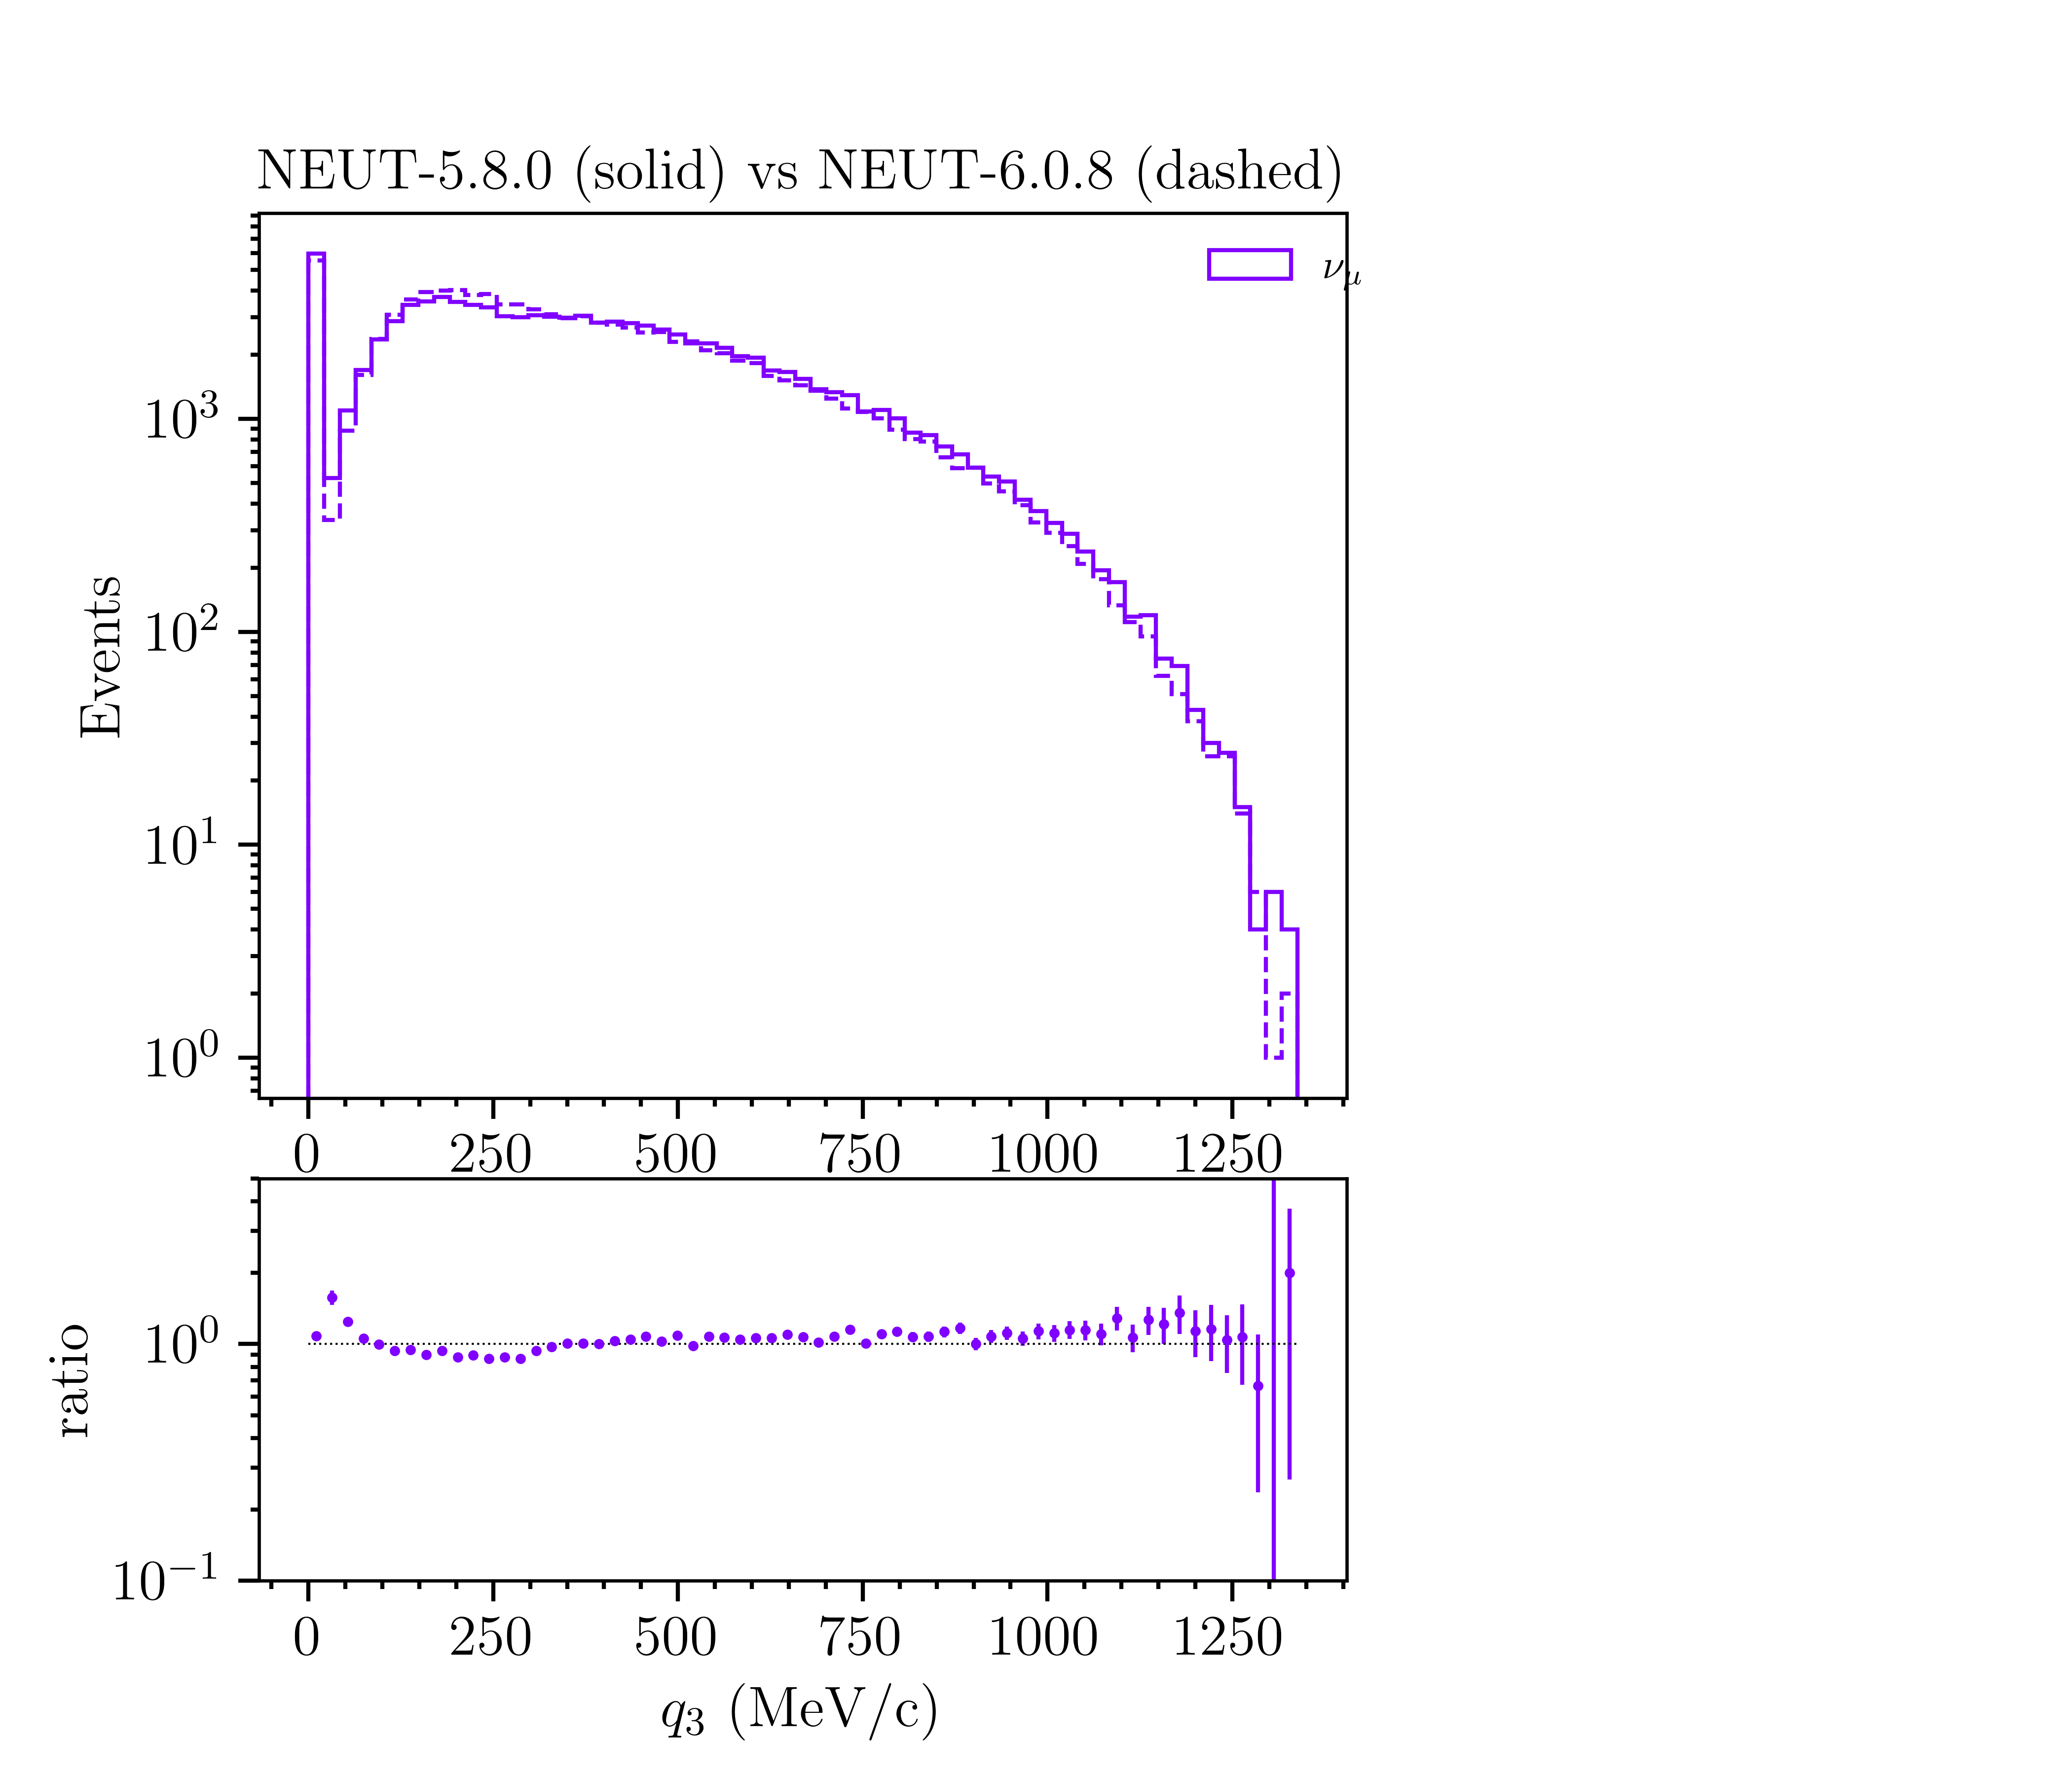 NEUT-5.8.0 (solid) vs NEUT-6.0.8 (dashed)
ν_μ
Events
10^3
10^2
10^1
10^0
0 250 500 750 1000 1250
ratio
10^0
10^−1
0 250 500 750 1000 1250
q_3 (MeV/c)